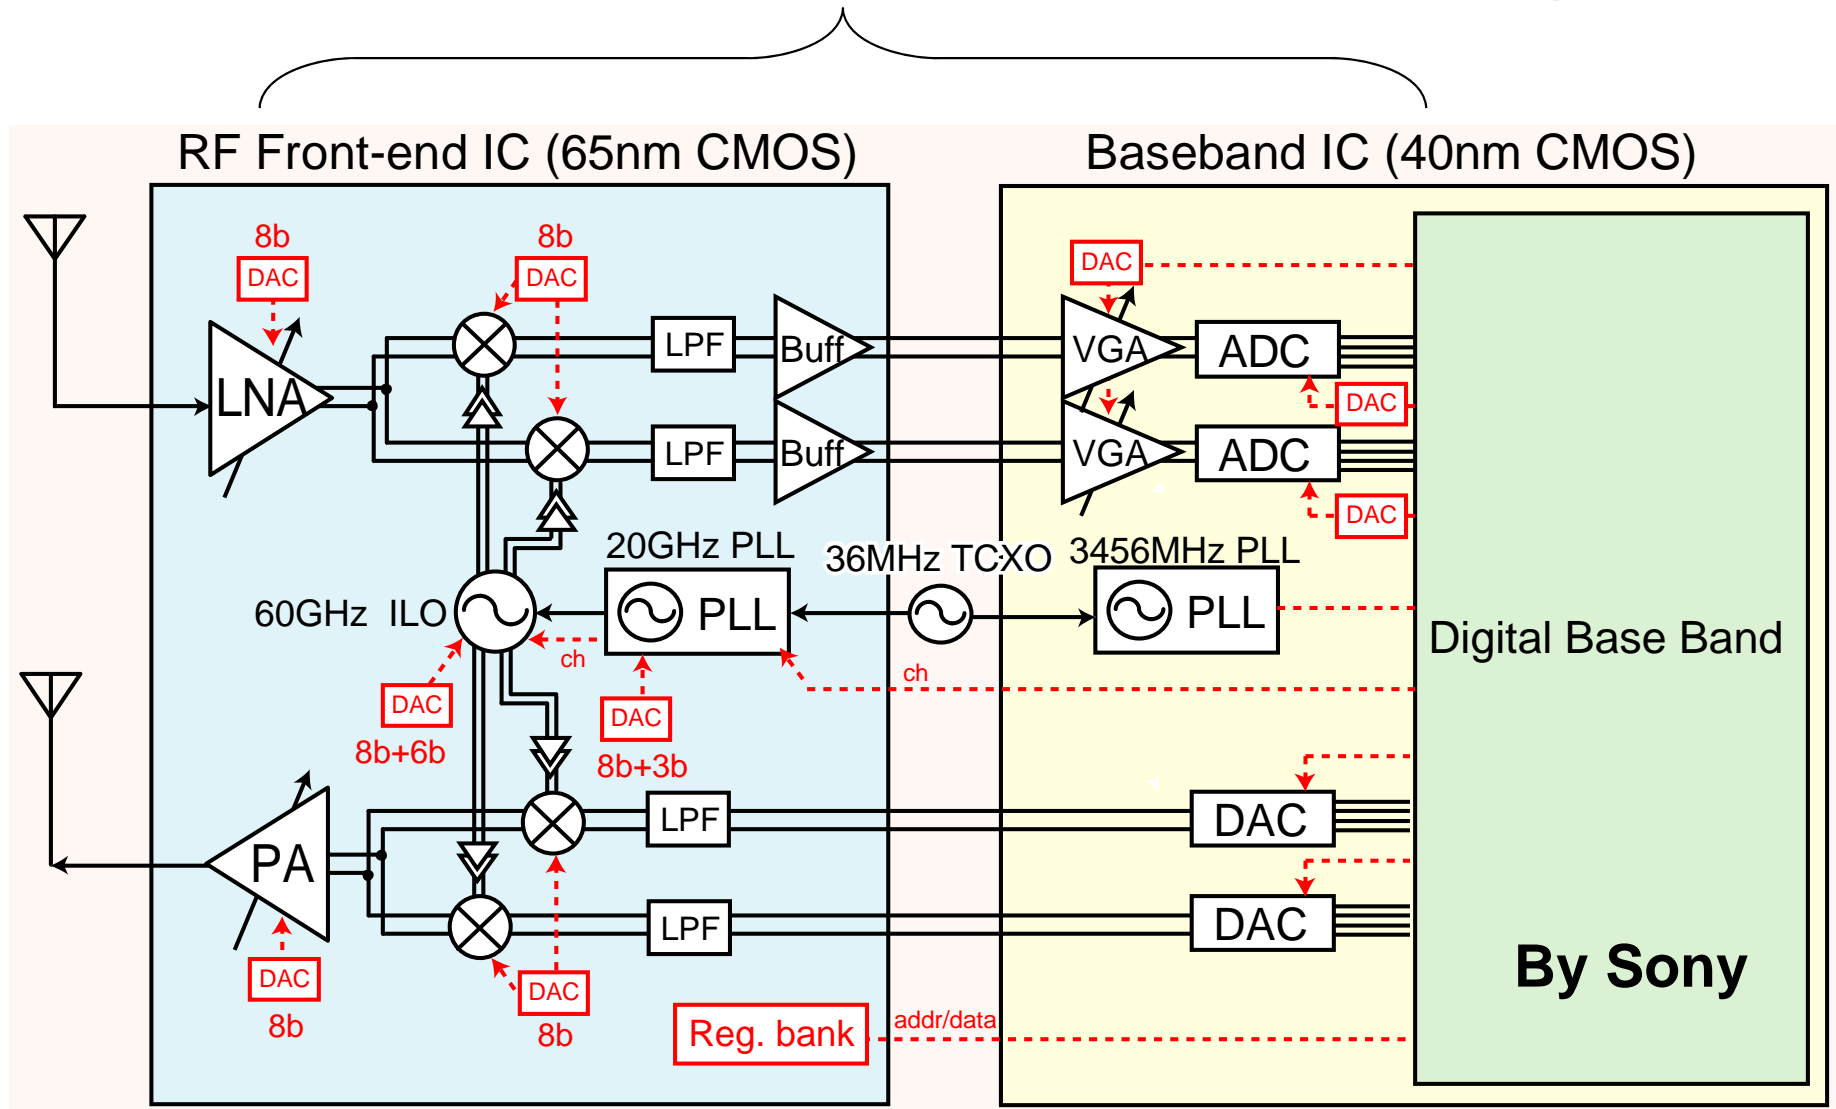 RF Front-end IC (65nm CMOS)
Baseband IC (40nm CMOS)
8b
8b
DAC
DAC
DAC
LNA
LPF
Buff
VGA
ADC
DAC
LPF
Buff
VGA
ADC
DAC
20GHz PLL
36MHz TCXO
3456MHz PLL
60GHz ILO
PLL
PLL
Digital Base Band
ch
ch
DAC
DAC
8b+6b
8b+3b
LPF
DAC
PA
LPF
DAC
DAC
8b
DAC
8b
By Sony
Reg. bank
addr/data